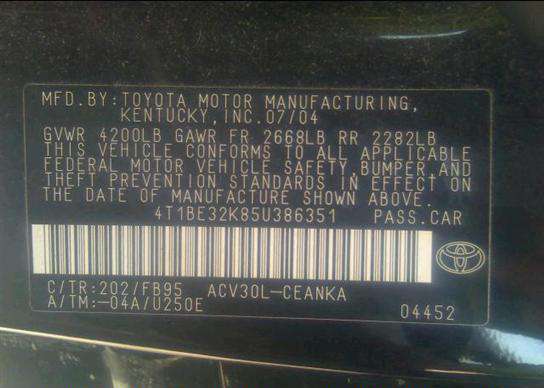 MFD.BY: TOYOTA MOTOR MANUFACTURING,
KENTUCKY, INC. 07/04
GVWR 4200LB GAWR FR 2668LB RR 2282LB
THIS VEHICLE CONFORMS TO ALL APPLICABLE
FEDERAL MOTOR VEHICLE SAFETY, BUMPER, AND
THEFT PREVENTION STANDARDS IN EFFECT ON
THE DATE OF MANUFACTURE SHOWN ABOVE.
4T1BE32K85U386351 PASS.CAR
C/TR:202/FB95 ACV30L-CEANKA
A/TM:-04A/U250E 04452